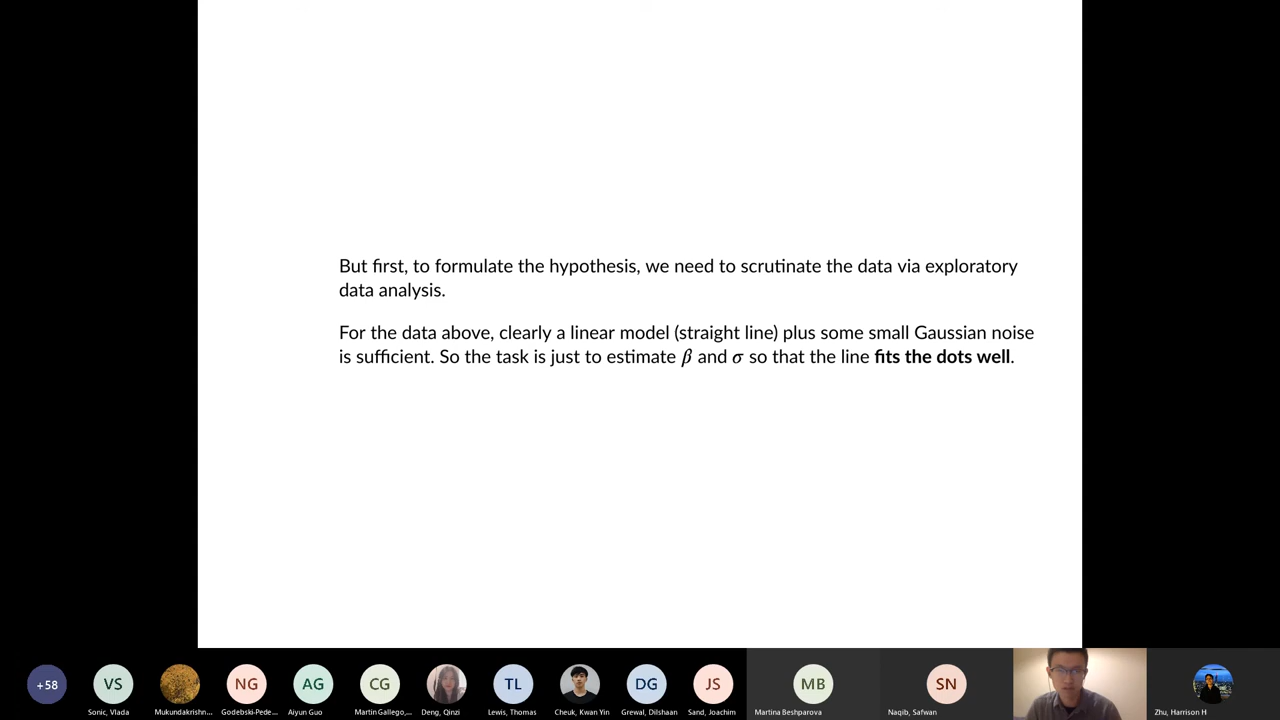 But first, to formulate the hypothesis, we need to scrutinate the data via exploratory
data analysis.
For the data above, clearly a linear model (straight line) plus some small Gaussian noise
is sufficient. So the task is just to estimate β and σ so that the line fits the dots well.
+58
VS
NG
AG
CG
TL
DG
JS
MB
SN
Sonic, Vlada
Mukundakrishn...
Godebski-Pede...
Aiyun Guo
Martin Gallego,...
Deng, Qinzi
Lewis, Thomas
Cheuk, Kwan Yin
Grewal, Dilshaan
Sand, Joachim
Martina Beshparova
Naqib, Safwan
Zhu, Harrison H